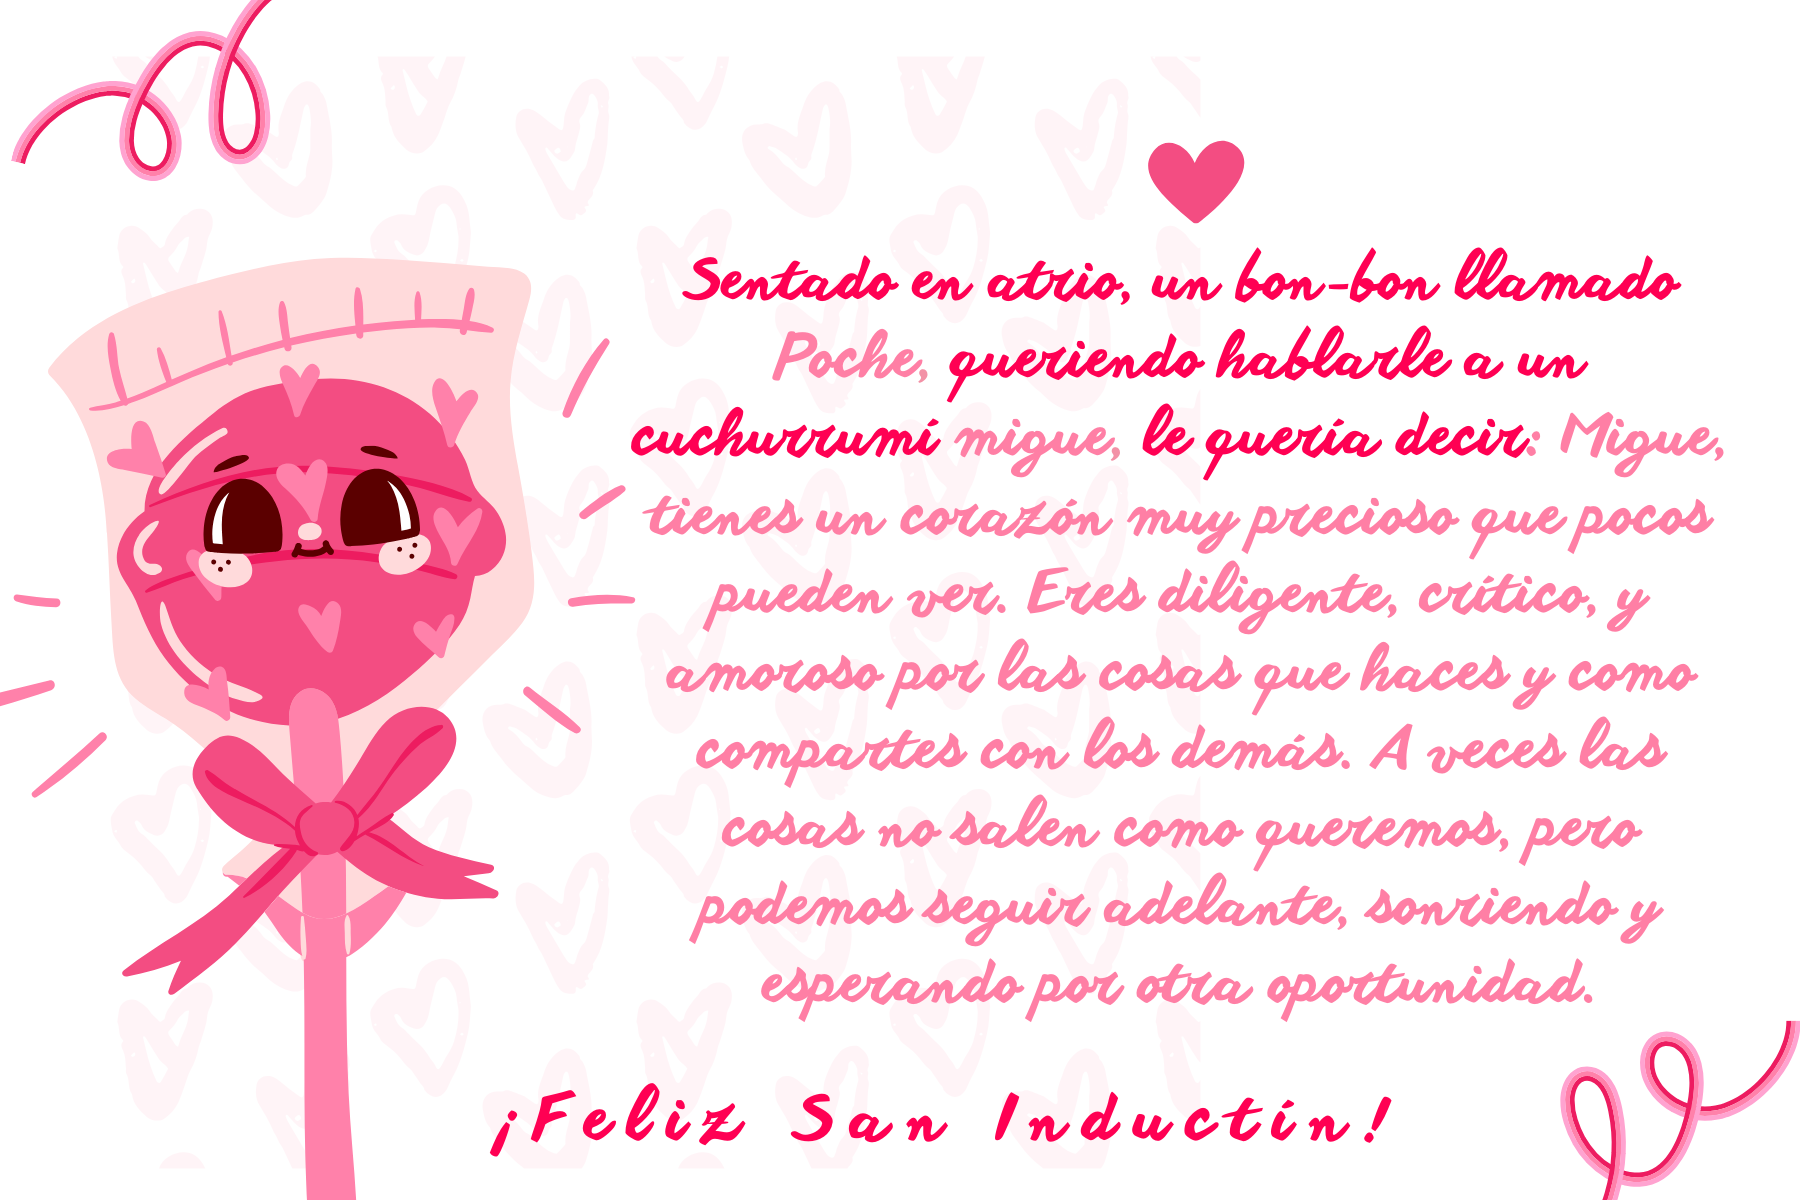 Sentado en atrio, un bon-bon llamado
Poche, queriendo hablarle a un
cuchurrumí migue, le quería decir: Migue,
tienes un corazón muy precioso que pocos
pueden ver. Eres diligente, crítico, y
amoroso por las cosas que haces y como
compartes con los demás. A veces las
cosas no salen como queremos, pero
podemos seguir adelante, sonriendo y
esperando por otra oportunidad.
¡Feliz San Inductín!